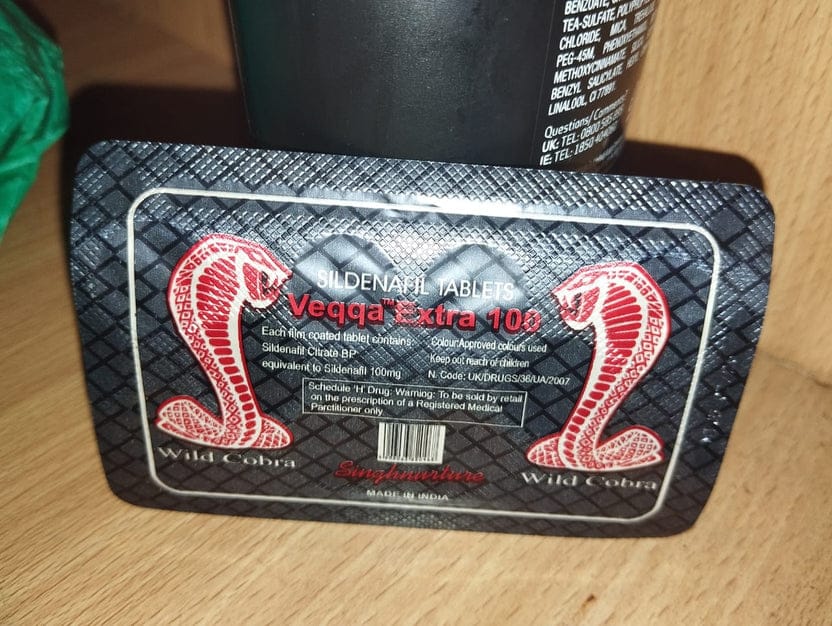 BENZOATE,
TEA-SULFATE,
CHLORIDE, MICA,
PEG-45M,
METHOXYCINNAMATE,
BENZYL SALICYLATE,
LINALOOL, CI 77891.
Questions/Comments?
UK: TEL: 0800
IE: TEL: 1850
SILDENAFIL TABLETS
Veqqa™ Extra 100
Each film coated tablet contains:
Sildenafil Citrate BP
equivalent to Sildenafil 100mg
Colour:Approved colours used
Keep out reach of children
N. Code: UK/DRUGS/36/UA/2007
Schedule 'H' Drug: Warning: To be sold by retail
on the prescription of a Registered Medical
Parctitioner only
Wild Cobra
Singhnurture
Wild Cobra
MADE IN INDIA